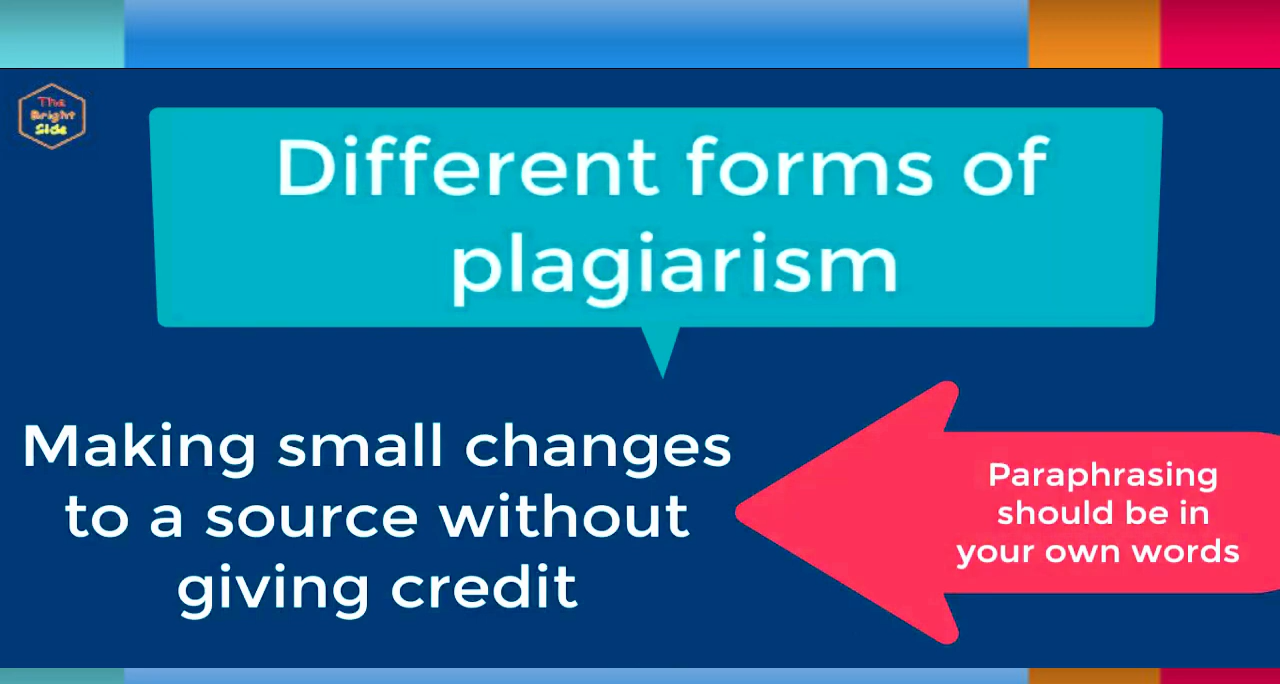 The
Bright
Side
Different forms of
plagiarism
Making small changes
to a source without
giving credit
Paraphrasing
should be in
your own words